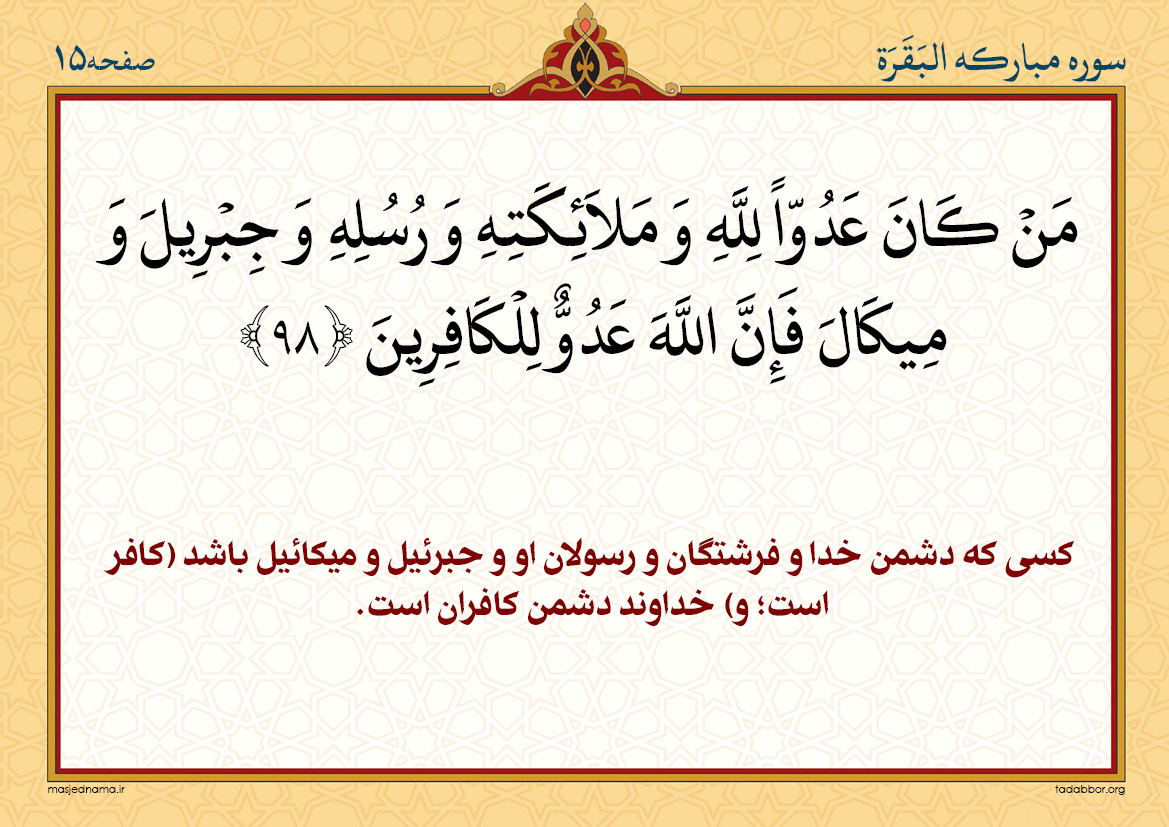 سوره مبارکه البَقَرَة
صفحه۱۵
مَنْ كَانَ عَدُوّاً لِلَّهِ وَ مَلاَئِكَتِهِ وَ رُسُلِهِ وَ جِبْرِيلَ وَ
مِيكَالَ فَإِنَّ اللَّهَ عَدُوٌّ لِلْكَافِرِينَ ﴿۹۸﴾
کسی که دشمن خدا و فرشتگان و رسولان او و جبرئیل و میکائیل باشد (کافر
است؛ و) خداوند دشمن کافران است.
masjednama.ir
tadabbor.org